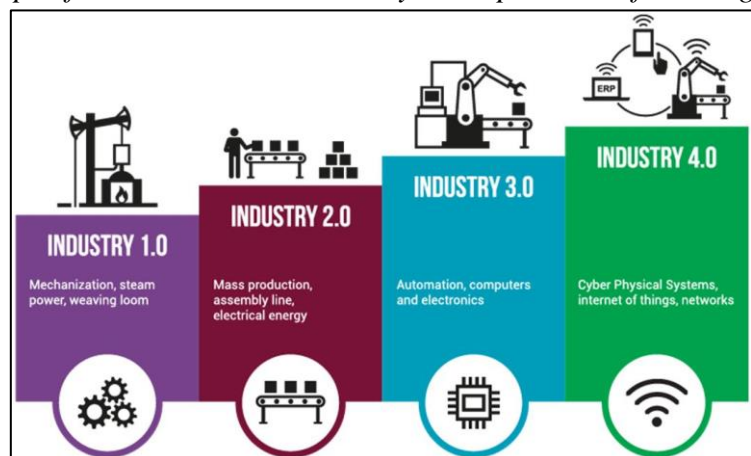 ERP
INDUSTRY 1.0
Mechanization, steam
power, weaving loom
INDUSTRY 2.0
Mass production,
assembly line,
electrical energy
INDUSTRY 3.0
Automation, computers
and electronics
INDUSTRY 4.0
Cyber Physical Systems,
internet of things, networks